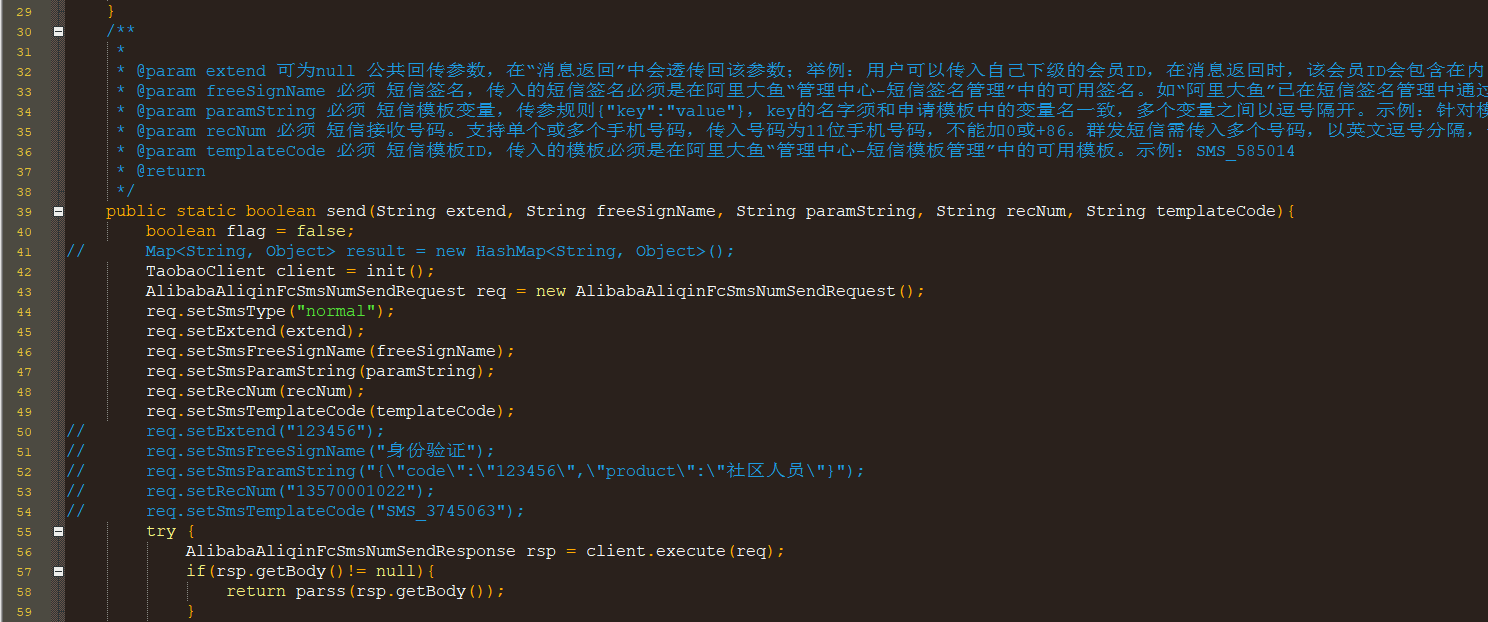 29 }
30 /**
31 *
32 * @param extend 可为null 公共回传参数，在“消息返回”中会透传回该参数；举例：用户可以传入自己下级的会员ID，在消息返回时，该会员ID会包含在内
33 * @param freeSignName 必须 短信签名，传入的短信签名必须是在阿里大鱼“管理中心-短信签名管理”中的可用签名。如“阿里大鱼”已在短信签名管理中通过
34 * @param paramString 必须 短信模板变量，传参规则{"key":"value"}，key的名字须和申请模板中的变量名一致，多个变量之间以逗号隔开。示例：针对模
35 * @param recNum 必须 短信接收号码。支持单个或多个手机号码，传入号码为11位手机号码，不能加0或+86。群发短信需传入多个号码，以英文逗号分隔，
36 * @param templateCode 必须 短信模板ID，传入的模板必须是在阿里大鱼“管理中心-短信模板管理”中的可用模板。示例：SMS_585014
37 * @return
38 */
39 public static boolean send(String extend, String freeSignName, String paramString, String recNum, String templateCode){
40 boolean flag = false;
41 // Map<String, Object> result = new HashMap<String, Object>();
42 TaobaoClient client = init();
43 AlibabaAliqinFcSmsNumSendRequest req = new AlibabaAliqinFcSmsNumSendRequest();
44 req.setSmsType("normal");
45 req.setExtend(extend);
46 req.setSmsFreeSignName(freeSignName);
47 req.setSmsParamString(paramString);
48 req.setRecNum(recNum);
49 req.setSmsTemplateCode(templateCode);
50 // req.setExtend("123456");
51 // req.setSmsFreeSignName("身份验证");
52 // req.setSmsParamString("{\"code\":\"123456\",\"product\":\"社区人员\"}");
53 // req.setRecNum("13570001022");
54 // req.setSmsTemplateCode("SMS_3745063");
55 try {
56 AlibabaAliqinFcSmsNumSendResponse rsp = client.execute(req);
57 if(rsp.getBody()!= null){
58 return parss(rsp.getBody());
59 }